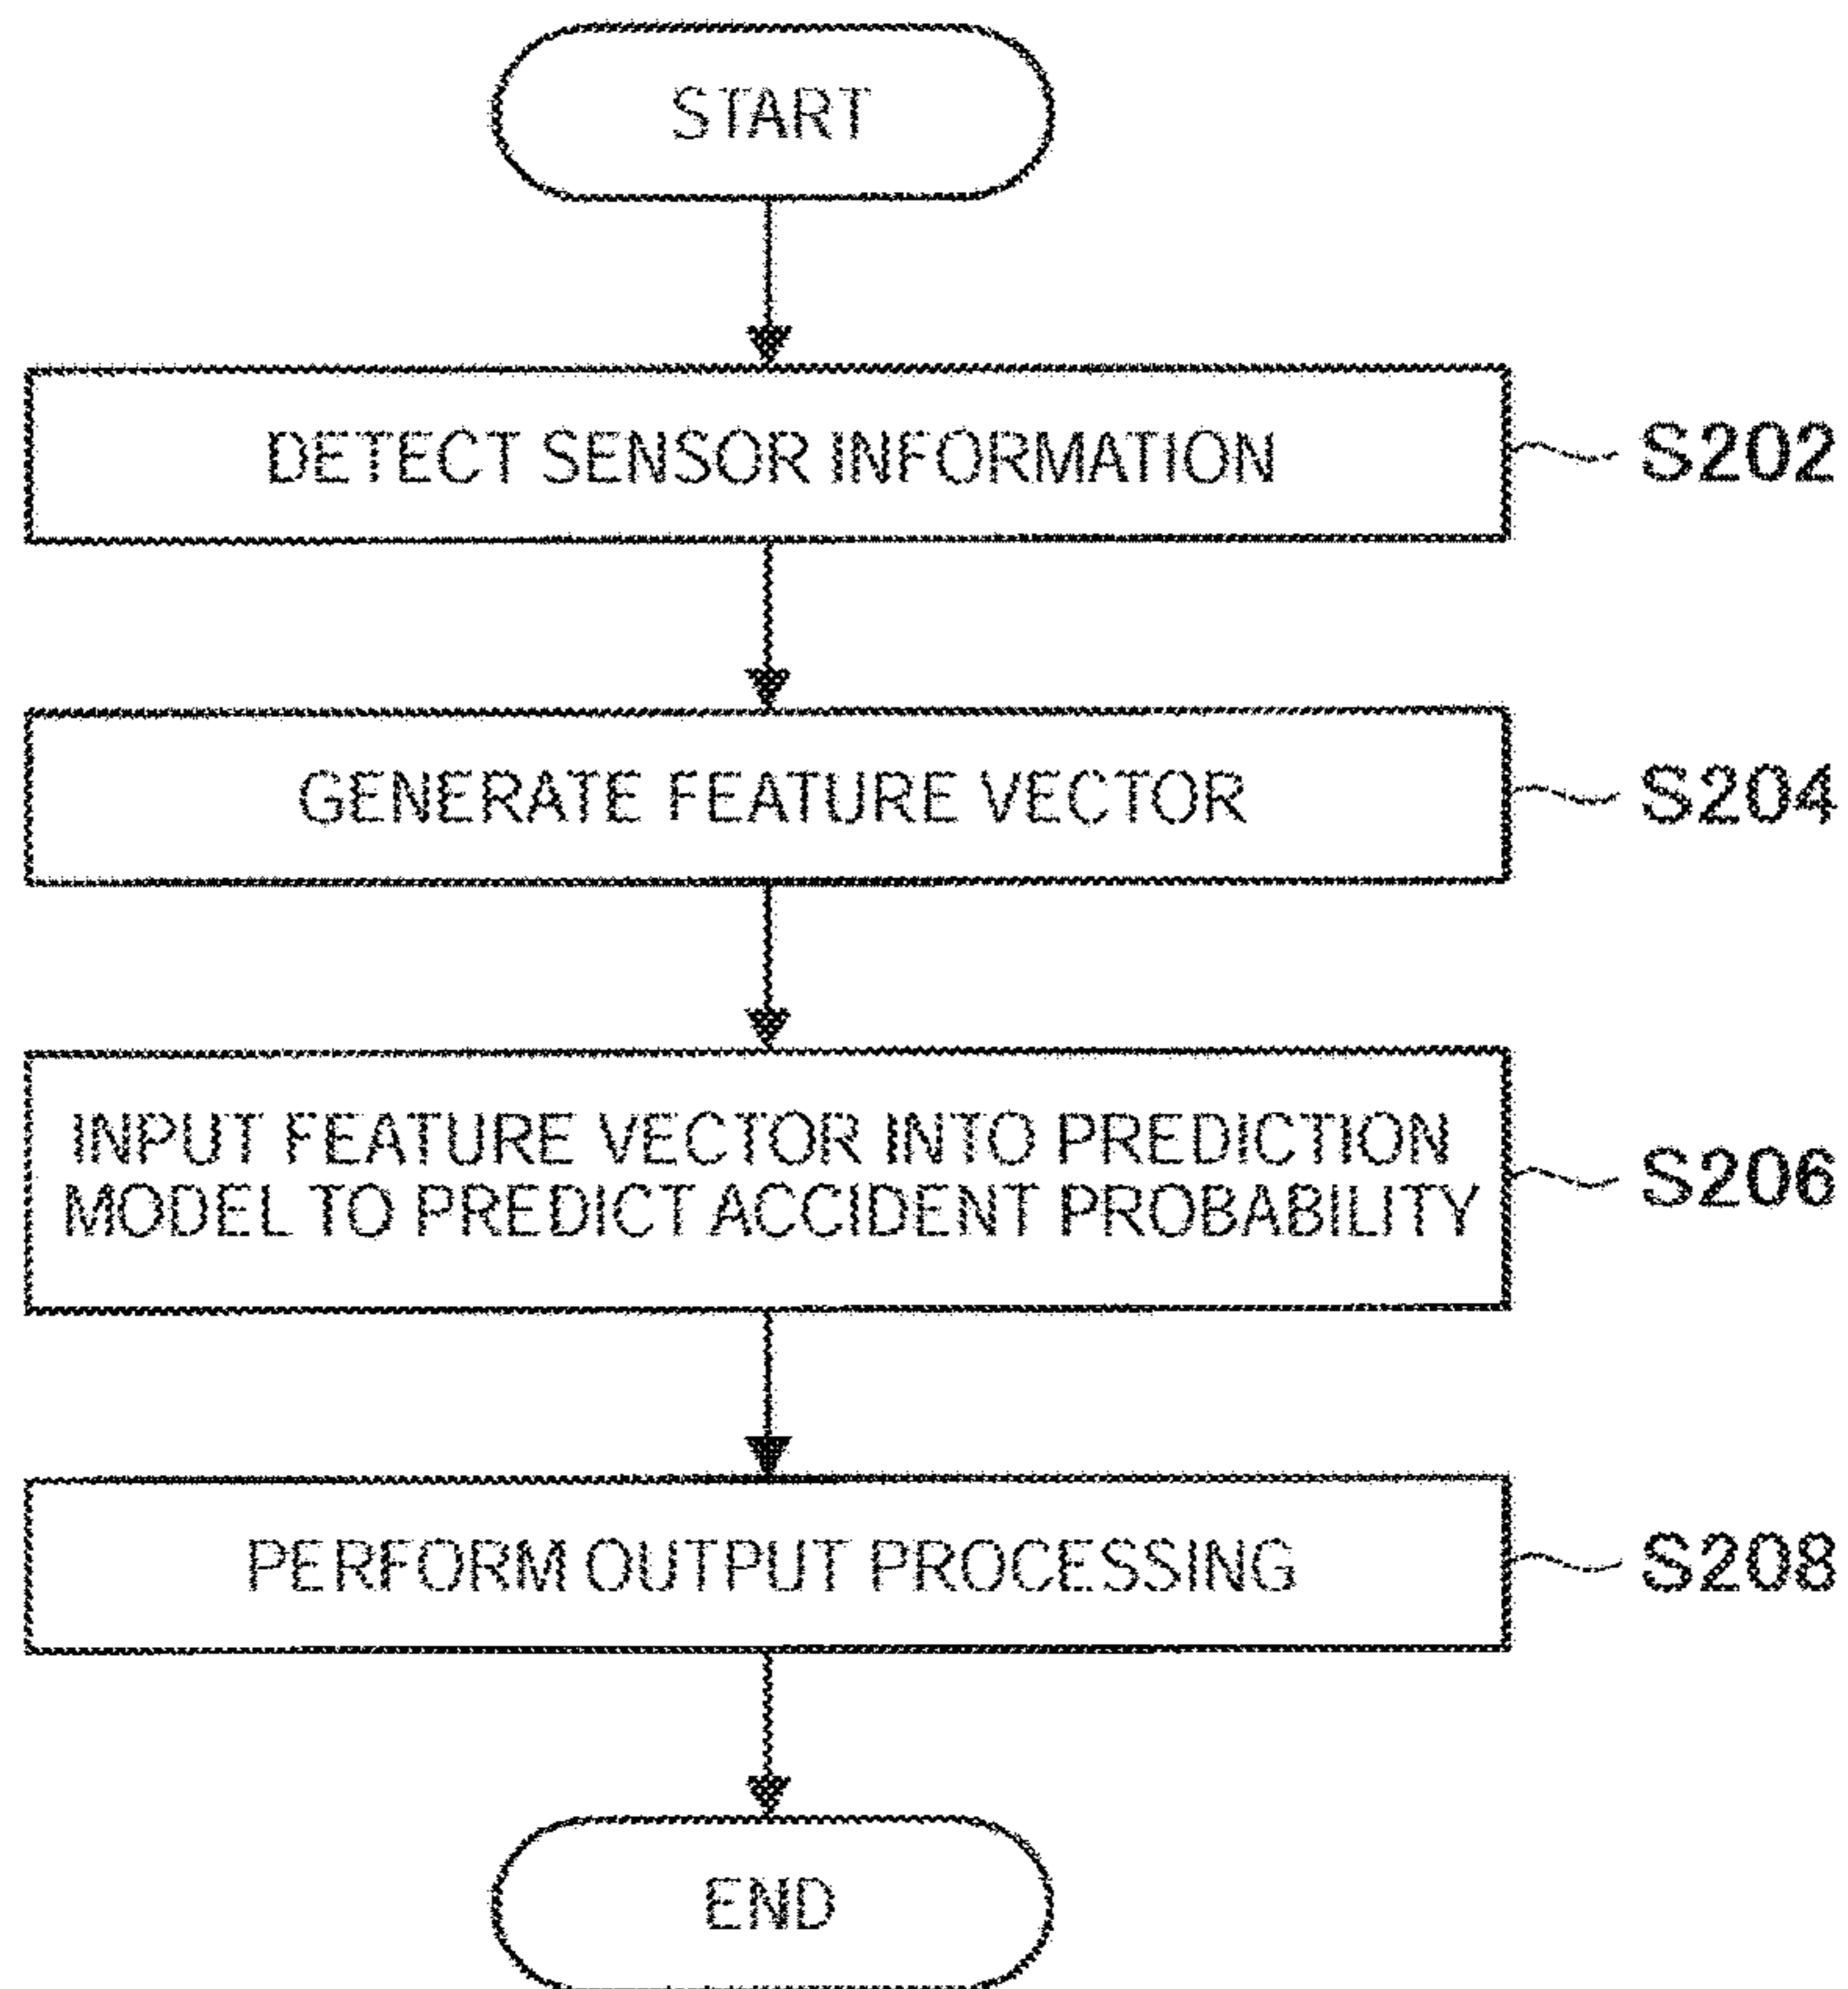 START
DETECT SENSOR INFORMATION
S202
GENERATE FEATURE VECTOR
S204
INPUT FEATURE VECTOR INTO PREDICTION
MODEL TO PREDICT ACCIDENT PROBABILITY
S206
PERFORM OUTPUT PROCESSING
S208
END